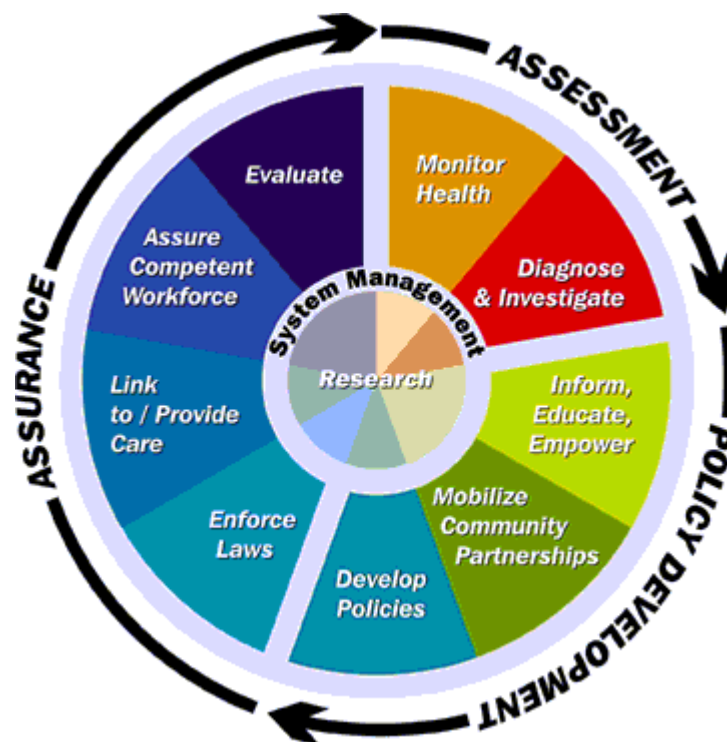 ASSESSMENT
POLICY DEVELOPMENT
ASSURANCE
Monitor
Health
Diagnose
& Investigate
Inform,
Educate,
Empower
Mobilize
Community
Partnerships
Develop
Policies
Enforce
Laws
Link
to / Provide
Care
Assure
Competent
Workforce
Evaluate
System Management
Research